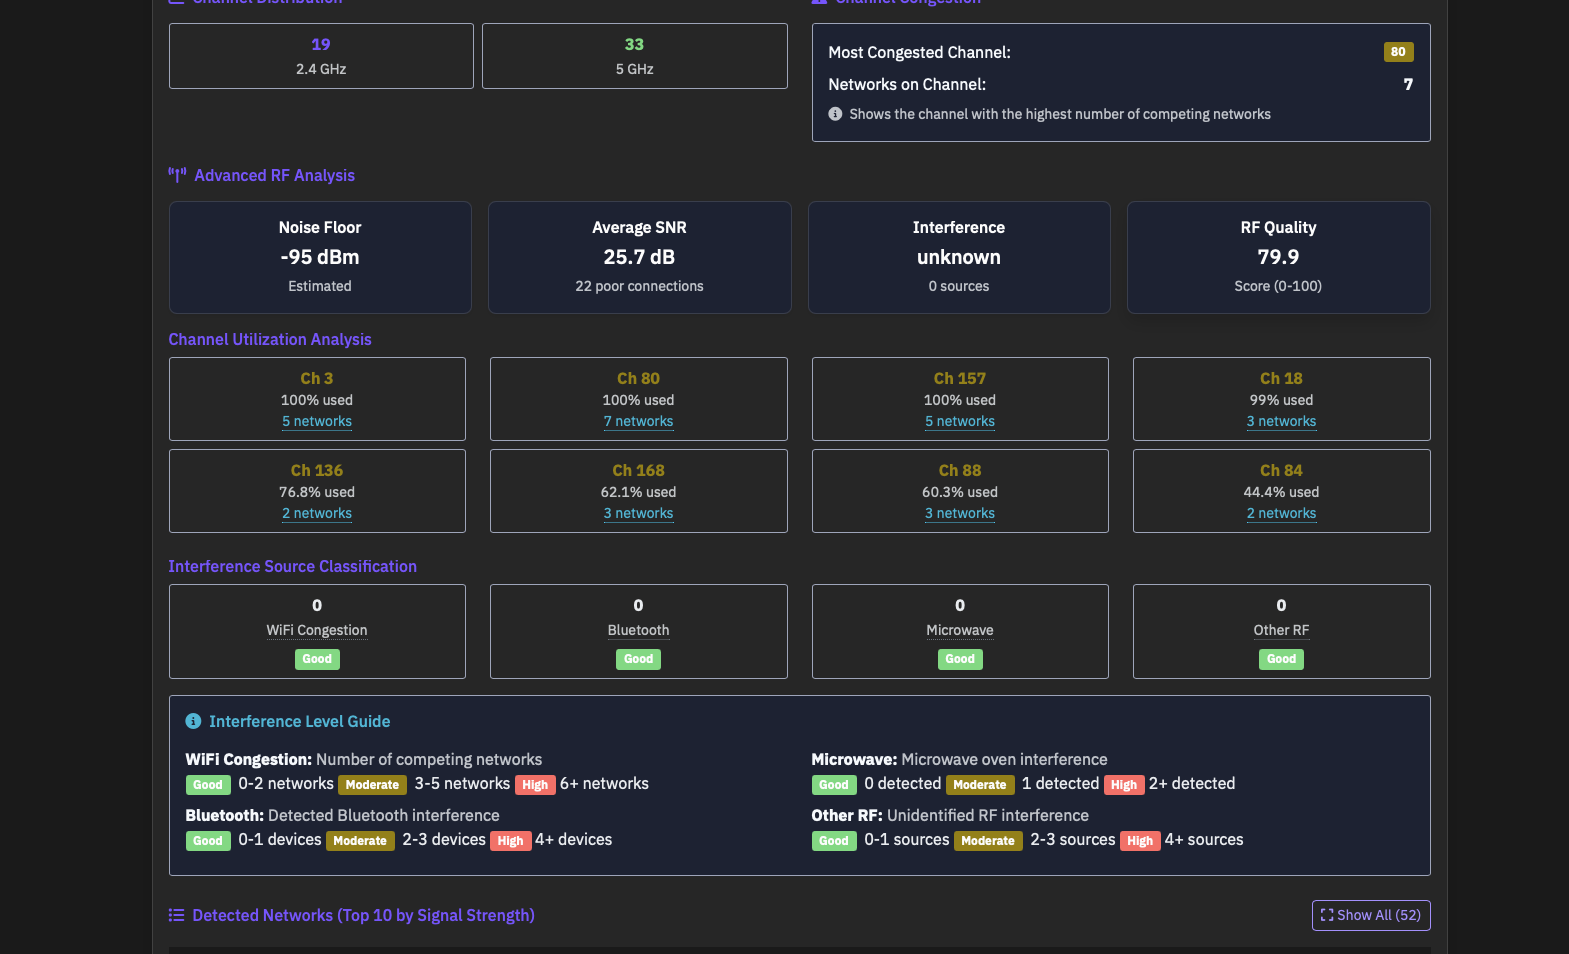 Channel Distribution
Channel Congestion
19
2.4 GHz
33
5 GHz
Most Congested Channel: 80
Networks on Channel: 7
Shows the channel with the highest number of competing networks
Advanced RF Analysis
Noise Floor
-95 dBm
Estimated
Average SNR
25.7 dB
22 poor connections
Interference
unknown
0 sources
RF Quality
79.9
Score (0-100)
Channel Utilization Analysis
Ch 3
100% used
5 networks
Ch 80
100% used
7 networks
Ch 157
100% used
5 networks
Ch 18
99% used
3 networks
Ch 136
76.8% used
2 networks
Ch 168
62.1% used
3 networks
Ch 88
60.3% used
3 networks
Ch 84
44.4% used
2 networks
Interference Source Classification
0
WiFi Congestion
Good
0
Bluetooth
Good
0
Microwave
Good
0
Other RF
Good
Interference Level Guide
WiFi Congestion: Number of competing networks
Good 0-2 networks Moderate 3-5 networks High 6+ networks
Bluetooth: Detected Bluetooth interference
Good 0-1 devices Moderate 2-3 devices High 4+ devices
Microwave: Microwave oven interference
Good 0 detected Moderate 1 detected High 2+ detected
Other RF: Unidentified RF interference
Good 0-1 sources Moderate 2-3 sources High 4+ sources
Detected Networks (Top 10 by Signal Strength)
Show All (52)